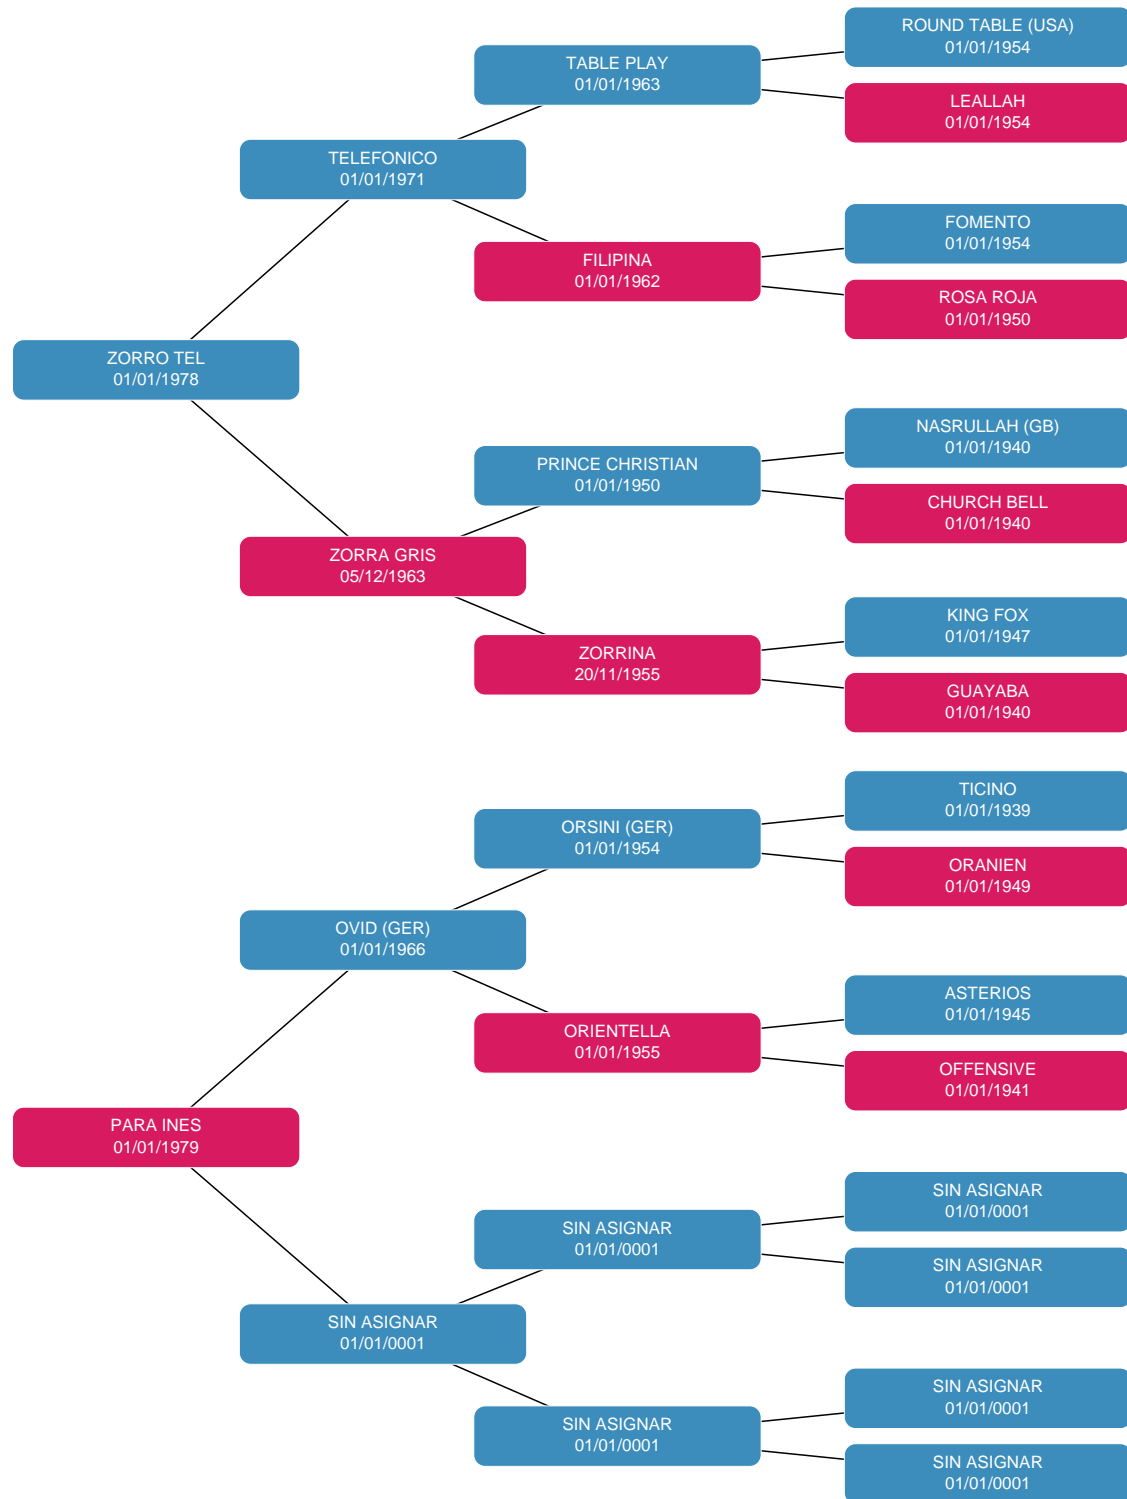 ROUND TABLE (USA)
01/01/1954
TABLE PLAY
01/01/1963
LEALLAH
01/01/1954
TELEFONICO
01/01/1971
FOMENTO
01/01/1954
FILIPINA
01/01/1962
ROSA ROJA
01/01/1950
ZORRO TEL
01/01/1978
NASRULLAH (GB)
01/01/1940
PRINCE CHRISTIAN
01/01/1950
CHURCH BELL
01/01/1940
ZORRA GRIS
05/12/1963
KING FOX
01/01/1947
ZORRINA
20/11/1955
GUAYABA
01/01/1940
TICINO
01/01/1939
ORSINI (GER)
01/01/1954
ORANIEN
01/01/1949
OVID (GER)
01/01/1966
ASTERIOS
01/01/1945
ORIENTELLA
01/01/1955
OFFENSIVE
01/01/1941
PARA INES
01/01/1979
SIN ASIGNAR
01/01/0001
SIN ASIGNAR
01/01/0001
SIN ASIGNAR
01/01/0001
SIN ASIGNAR
01/01/0001
SIN ASIGNAR
01/01/0001
SIN ASIGNAR
01/01/0001
SIN ASIGNAR
01/01/0001